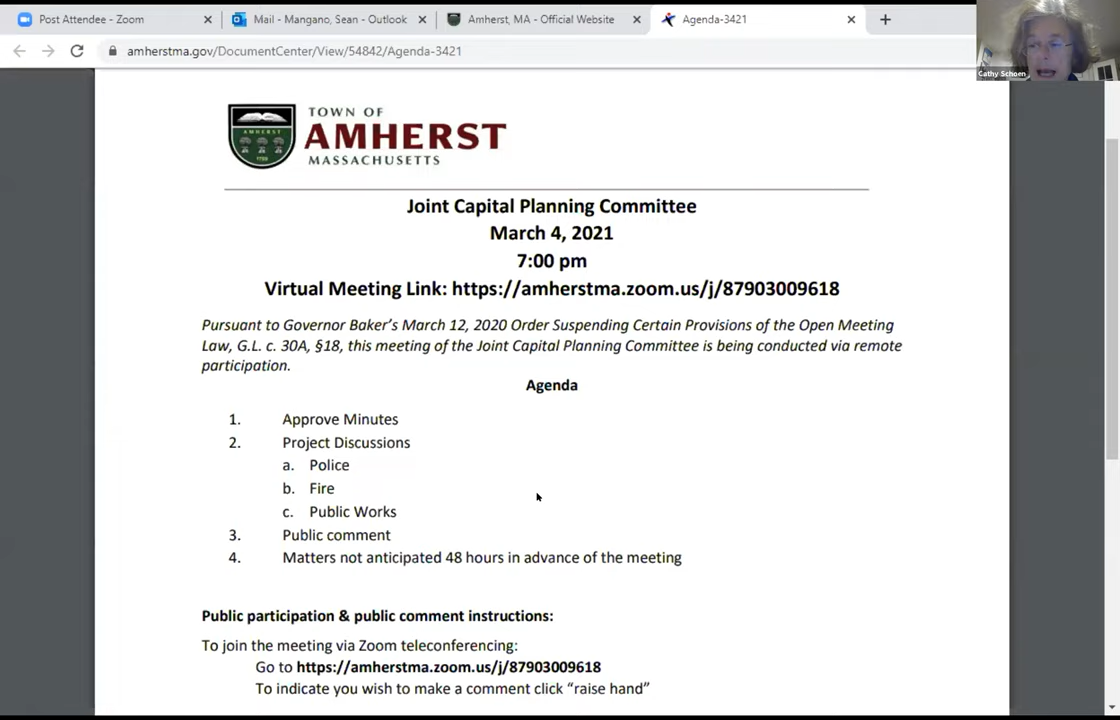 Post Attendee - Zoom
Mail - Mangano, Sean - Outlook
Amherst, MA - Official Website
Agenda-3421
amherstma.gov/DocumentCenter/View/54842/Agenda-3421
Cathy Schoen
AMHERST
TOWN OF
AMHERST
MASSACHUSETTS
Joint Capital Planning Committee
March 4, 2021
7:00 pm
Virtual Meeting Link: https://amherstma.zoom.us/j/87903009618
Pursuant to Governor Baker's March 12, 2020 Order Suspending Certain Provisions of the Open Meeting
Law, G.L. c. 30A, §18, this meeting of the Joint Capital Planning Committee is being conducted via remote
participation.
Agenda
1. Approve Minutes
2. Project Discussions
a. Police
b. Fire
c. Public Works
3. Public comment
4. Matters not anticipated 48 hours in advance of the meeting
Public participation & public comment instructions:
To join the meeting via Zoom teleconferencing:
Go to https://amherstma.zoom.us/j/87903009618
To indicate you wish to make a comment click "raise hand"